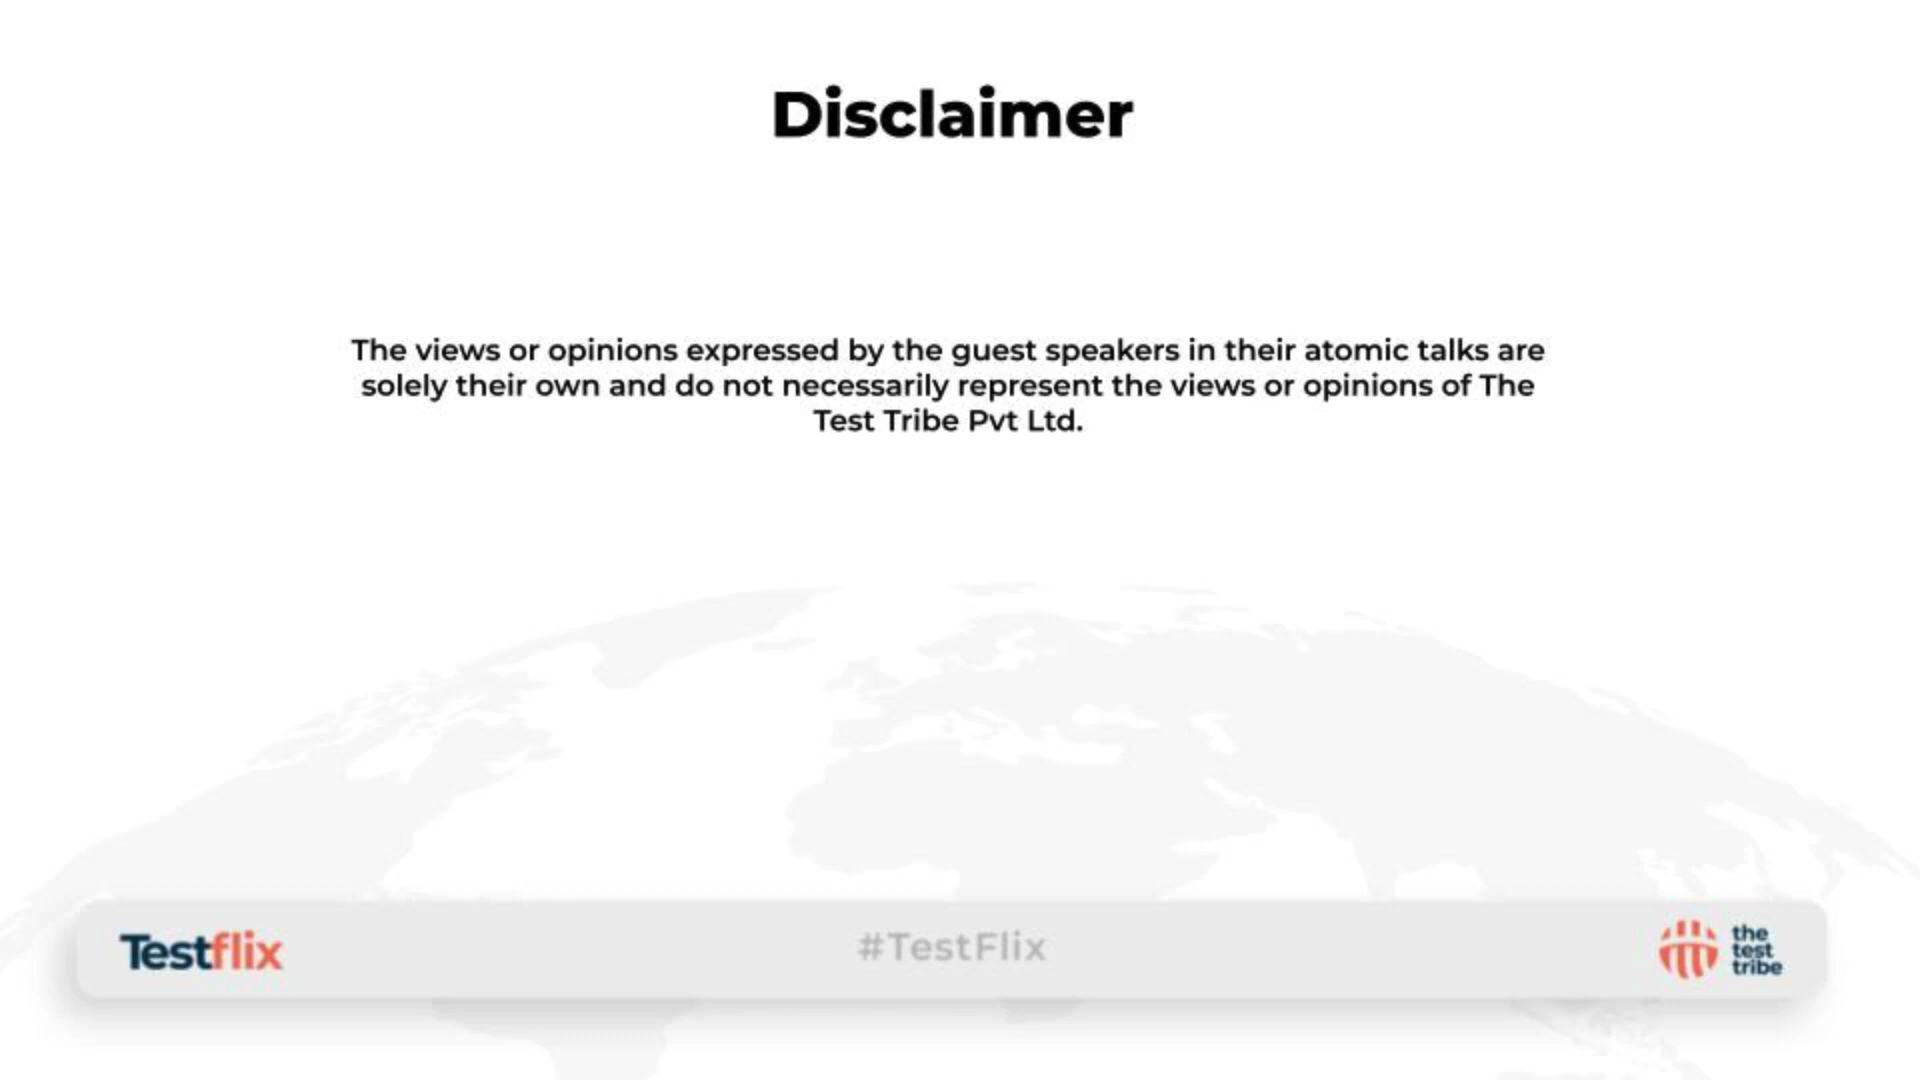 Disclaimer
The views or opinions expressed by the guest speakers in their atomic talks are
solely their own and do not necessarily represent the views or opinions of The
Test Tribe Pvt Ltd.
Testflix
#TestFlix
the
test
tribe